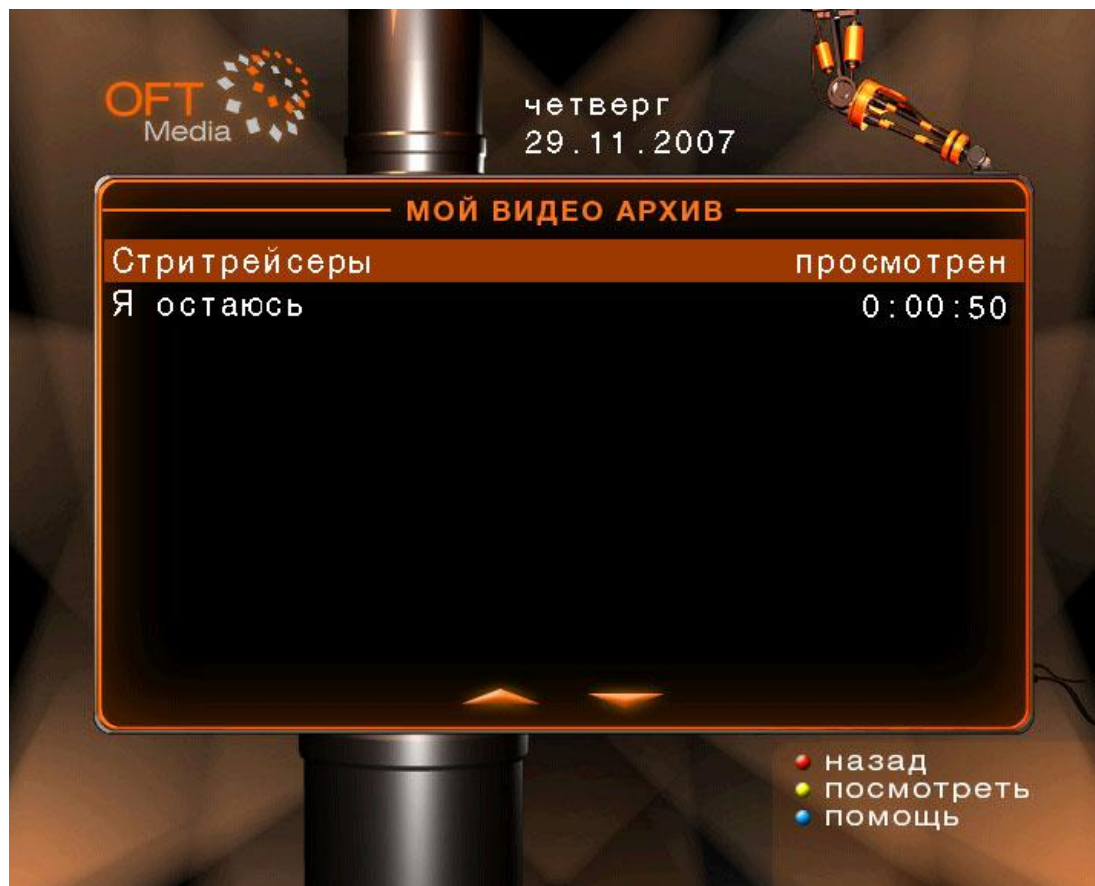 OFT
Media
четверг
29.11.2007
МОЙ ВИДЕО АРХИВ
Стритрейсеры просмотрен
Я остаюсь 0:00:50
назад
посмотреть
помощь